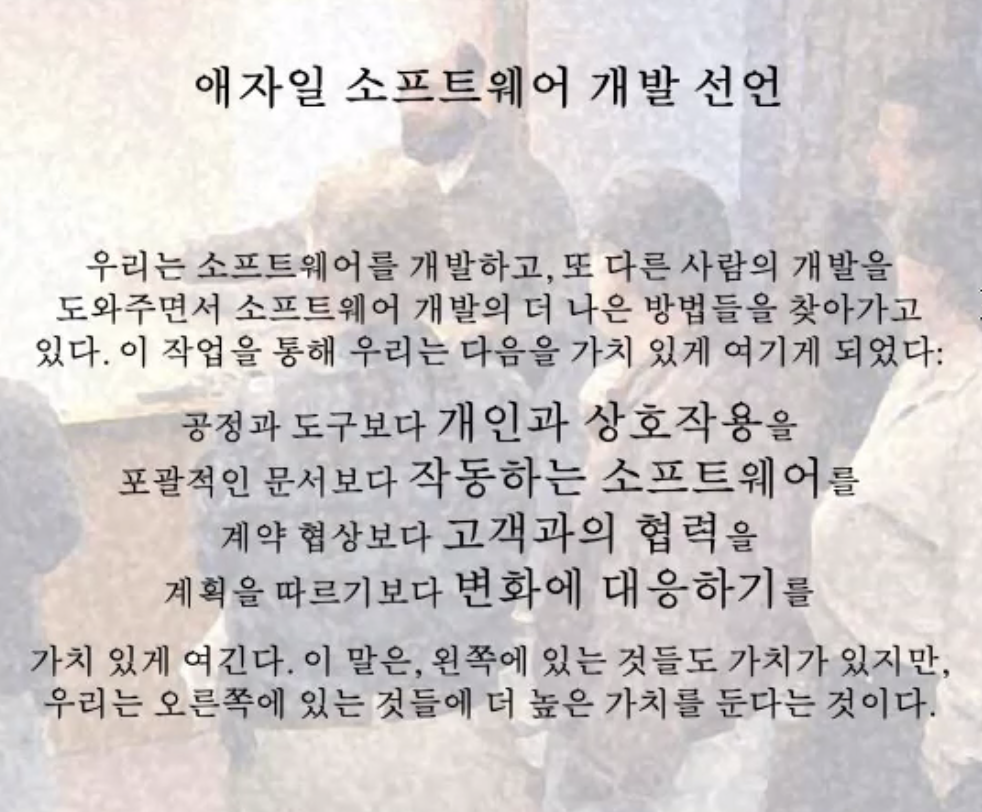 애자일 소프트웨어 개발 선언
우리는 소프트웨어를 개발하고, 또 다른 사람의 개발을
도와주면서 소프트웨어 개발의 더 나은 방법들을 찾아가고
있다. 이 작업을 통해 우리는 다음을 가치 있게 여기게 되었다:
공정과 도구보다 개인과 상호작용을
포괄적인 문서보다 작동하는 소프트웨어를
계약 협상보다 고객과의 협력을
계획을 따르기보다 변화에 대응하기를
가치 있게 여긴다. 이 말은, 왼쪽에 있는 것들도 가치가 있지만,
우리는 오른쪽에 있는 것들에 더 높은 가치를 둔다는 것이다.